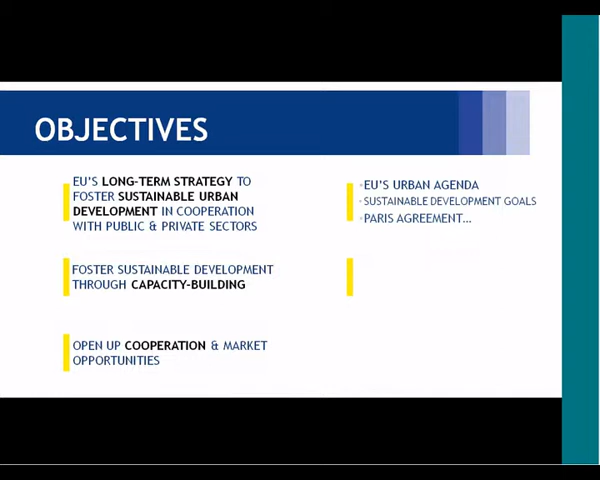 OBJECTIVES
EU'S LONG-TERM STRATEGY TO
FOSTER SUSTAINABLE URBAN
DEVELOPMENT IN COOPERATION
WITH PUBLIC & PRIVATE SECTORS
FOSTER SUSTAINABLE DEVELOPMENT
THROUGH CAPACITY-BUILDING
OPEN UP COOPERATION & MARKET
OPPORTUNITIES
EU'S URBAN AGENDA
SUSTAINABLE DEVELOPMENT GOALS
PARIS AGREEMENT...